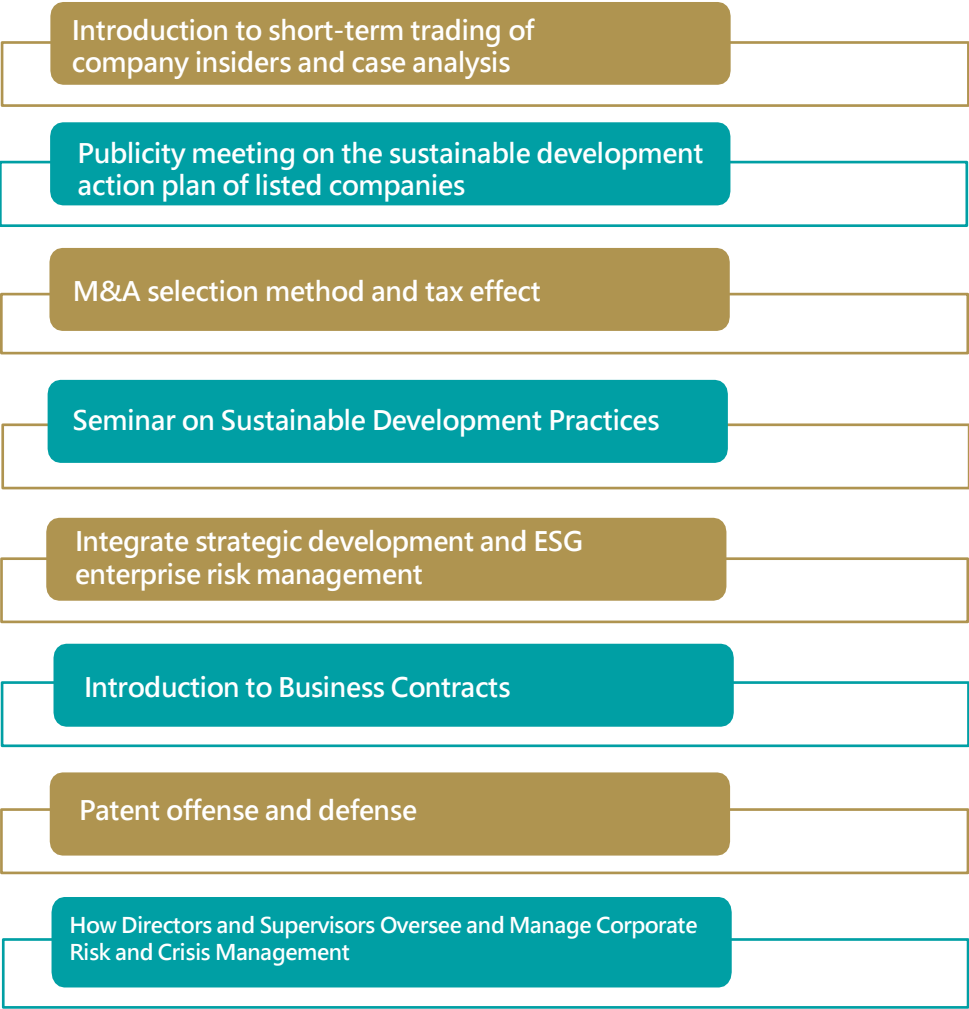 Introduction to short-term trading of
company insiders and case analysis
Publicity meeting on the sustainable development
action plan of listed companies
M&A selection method and tax effect
Seminar on Sustainable Development Practices
Integrate strategic development and ESG
enterprise risk management
Introduction to Business Contracts
Patent offense and defense
How Directors and Supervisors Oversee and Manage Corporate
Risk and Crisis Management